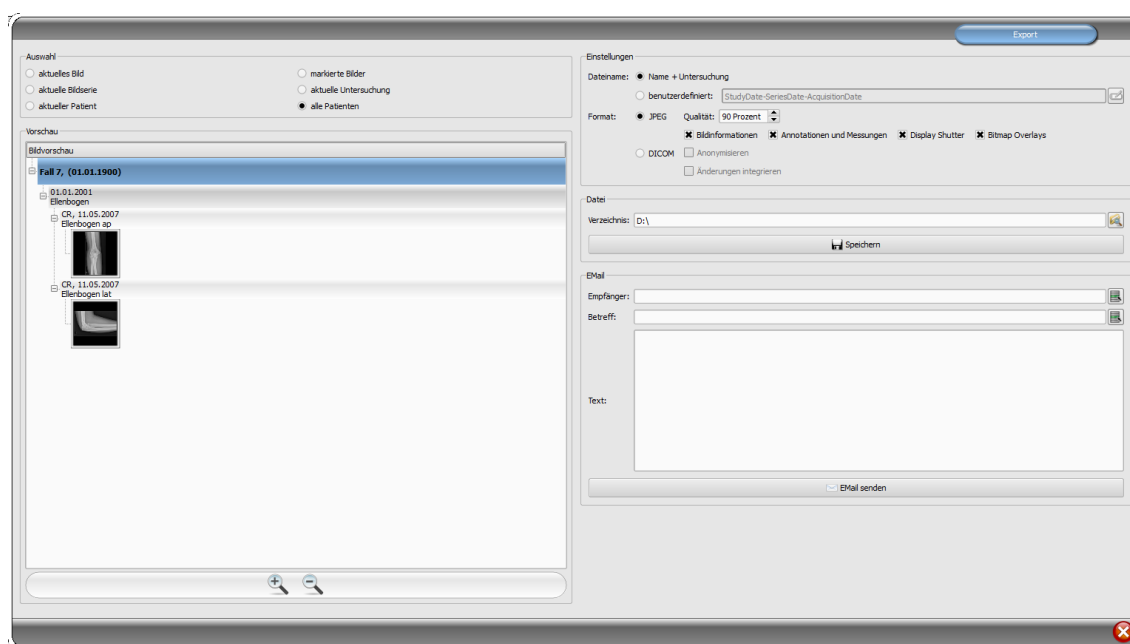 Export
Auswahl
aktuelles Bild
markierte Bilder
aktuelle Bildserie
aktuelle Untersuchung
aktueller Patient
alle Patienten
Vorschau
Bildvorschau
Fall 7, (01.01.1900)
01.01.2001
Ellenbogen
CR, 11.05.2007
Ellenbogen ap
CR, 11.05.2007
Ellenbogen lat
Einstellungen
Dateiname: Name + Untersuchung
benutzerdefiniert: StudyDate-SeriesDate-AcquisitionDate
Format: JPEG Qualität: 90 Prozent
Bildinformationen Annotationen und Messungen Display Shutter Bitmap Overlays
DICOM Anonymisieren
Änderungen integrieren
Datei
Verzeichnis: D:\
Speichern
EMail
Empfänger:
Betreff:
Text:
EMail senden